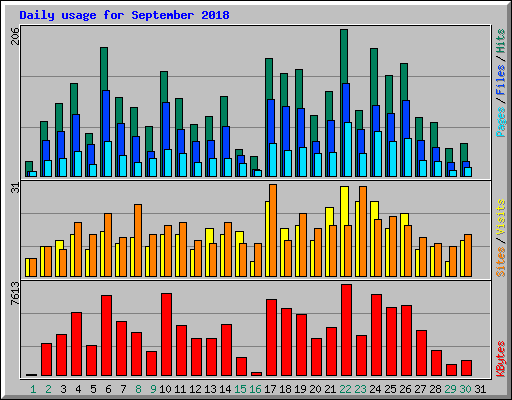 Daily usage for September 2018
206
Pages / Files / Hits
31
Sites / Visits
7613
KBytes
1 2 3 4 5 6 7 8 9 10 11 12 13 14 15 16 17 18 19 20 21 22 23 24 25 26 27 28 29 30 31